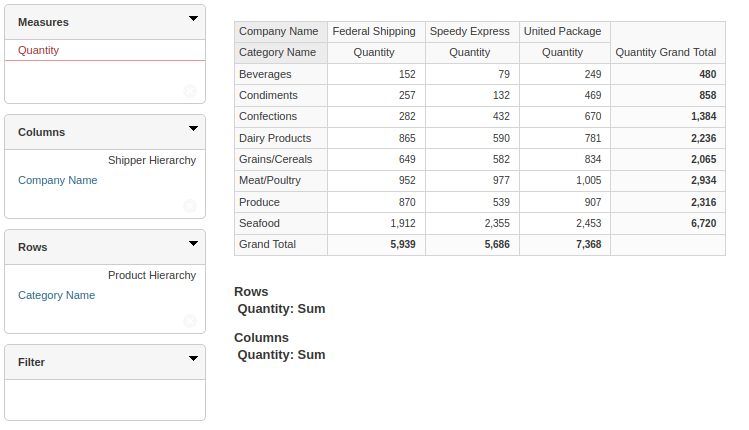 Measures
Quantity
Columns
Shipper Hierarchy
Company Name
Rows
Product Hierarchy
Category Name
Filter
Company Name Federal Shipping Speedy Express United Package
Category Name Quantity Quantity Quantity Quantity Grand Total
Beverages 152 79 249 480
Condiments 257 132 469 858
Confections 282 432 670 1,384
Dairy Products 865 590 781 2,236
Grains/Cereals 649 582 834 2,065
Meat/Poultry 952 977 1,005 2,934
Produce 870 539 907 2,316
Seafood 1,912 2,355 2,453 6,720
Grand Total 5,939 5,686 7,368
Rows
Quantity: Sum
Columns
Quantity: Sum